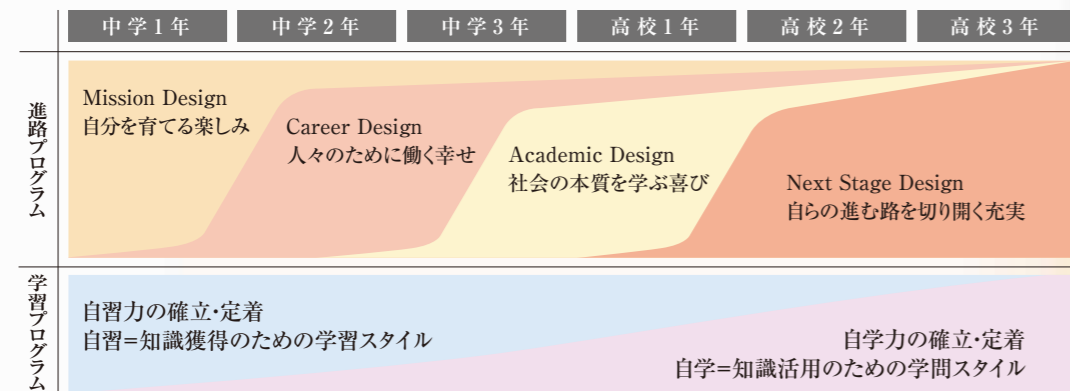 中学1年
中学2年
中学3年
高校1年
高校2年
高校3年
進路プログラム
Mission Design
自分を育てる楽しみ
Career Design
人々のために働く幸せ
Academic Design
社会の本質を学ぶ喜び
Next Stage Design
自らの進む路を切り開く充実
学習プログラム
自習力の確立・定着
自習=知識獲得のための学習スタイル
自学力の確立・定着
自学=知識活用のための学問スタイル